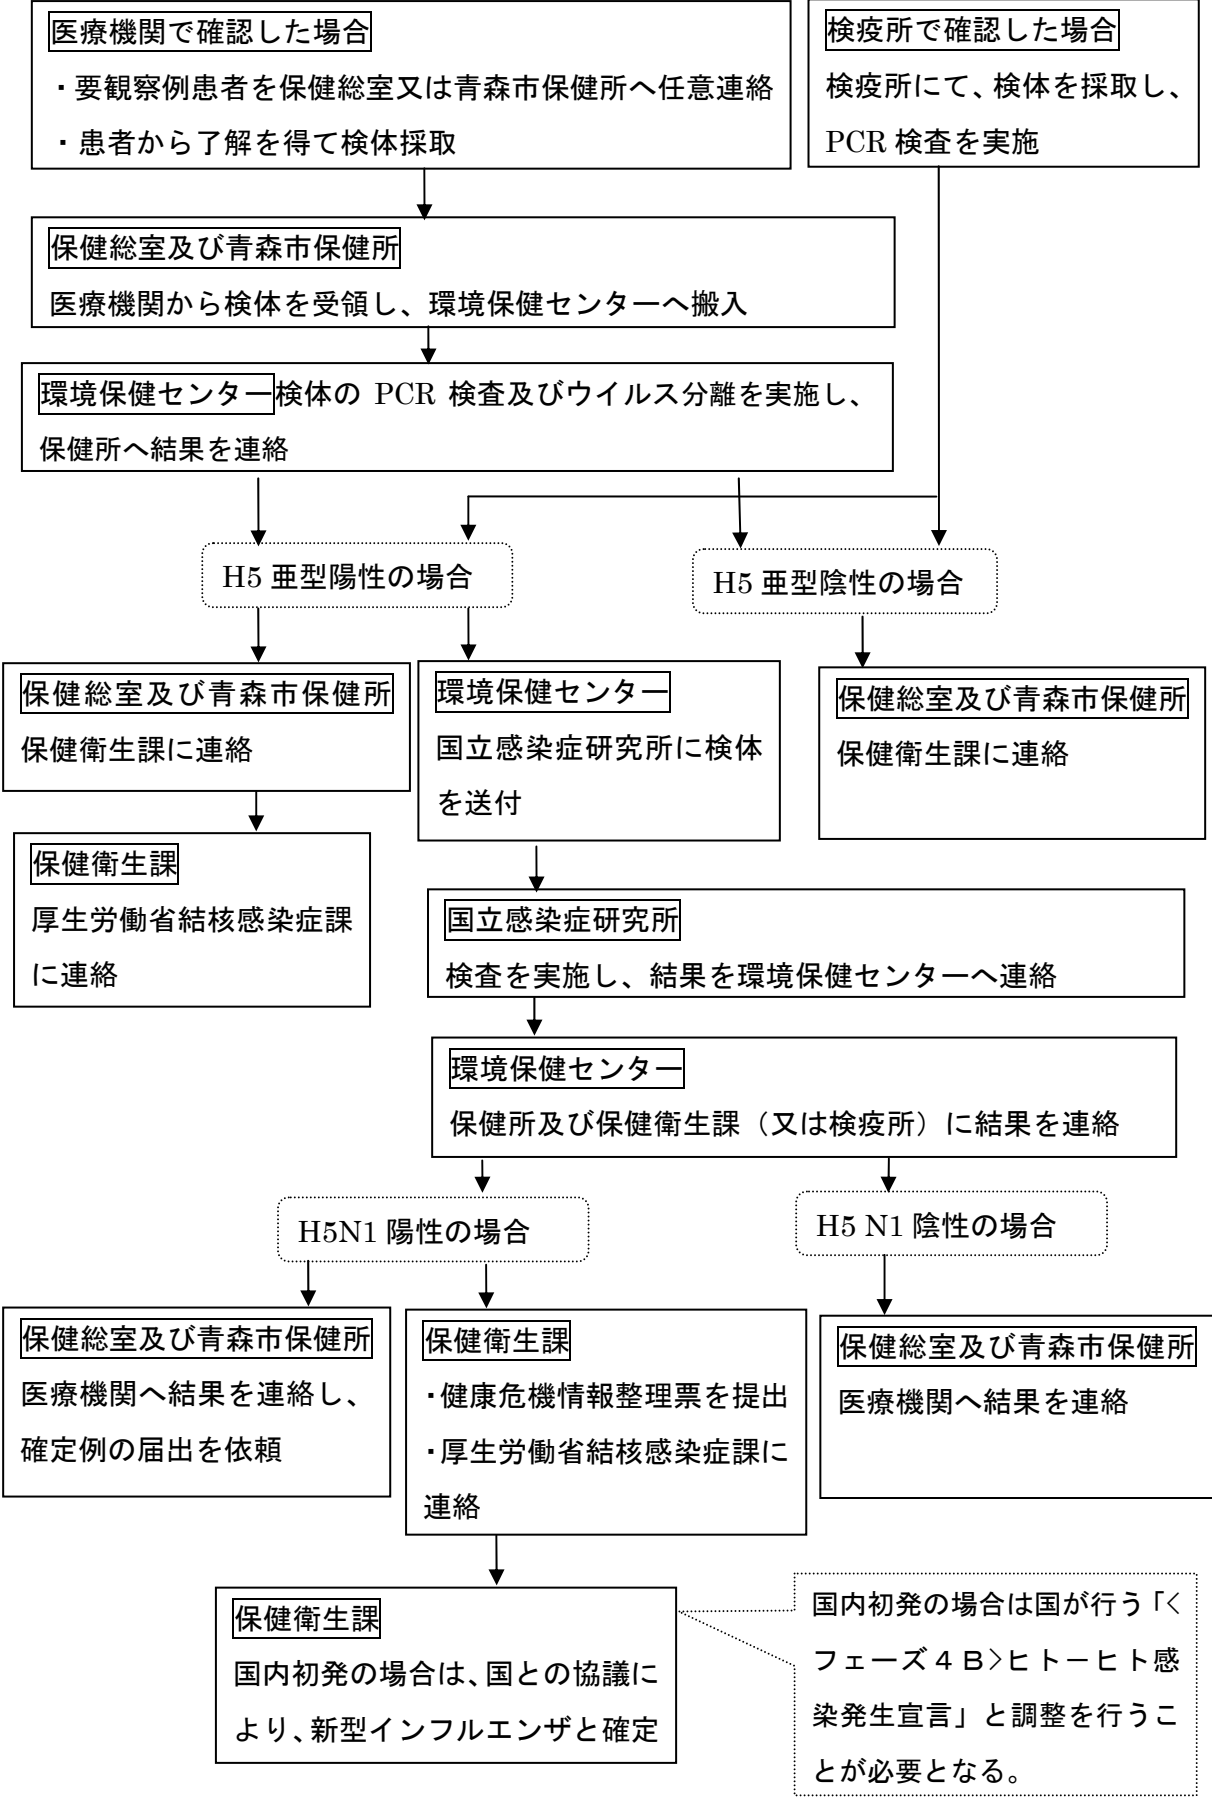 医療機関で確認した場合
・要観察例患者を保健総室又は青森市保健所へ任意連絡
・患者から了解を得て検体採取
検疫所で確認した場合
検疫所にて、検体を採取し、
PCR 検査を実施
保健総室及び青森市保健所
医療機関から検体を受領し、環境保健センターへ搬入
環境保健センター検体の PCR 検査及びウイルス分離を実施し、
保健所へ結果を連絡
H5 亜型陽性の場合
H5 亜型陰性の場合
保健総室及び青森市保健所
保健衛生課に連絡
環境保健センター
国立感染症研究所に検体
を送付
保健総室及び青森市保健所
保健衛生課に連絡
保健衛生課
厚生労働省結核感染症課
に連絡
国立感染症研究所
検査を実施し、結果を環境保健センターへ連絡
環境保健センター
保健所及び保健衛生課（又は検疫所）に結果を連絡
H5N1 陽性の場合
H5 N1 陰性の場合
保健総室及び青森市保健所
医療機関へ結果を連絡し、
確定例の届出を依頼
保健衛生課
・健康危機情報整理票を提出
・厚生労働省結核感染症課に
連絡
保健総室及び青森市保健所
医療機関へ結果を連絡
保健衛生課
国内初発の場合は、国との協議に
より、新型インフルエンザと確定
国内初発の場合は国が行う「<
フェーズ４Ｂ>ヒトーヒト感
染発生宣言」と調整を行うこ
とが必要となる。